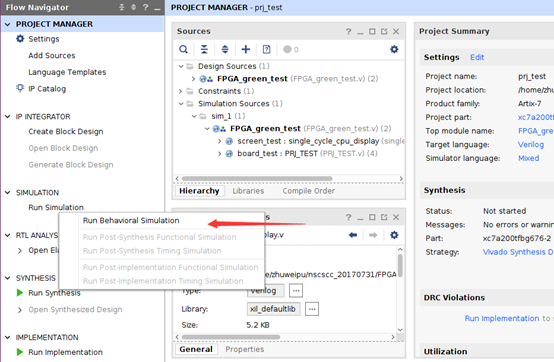 Flow Navigator
PROJECT MANAGER
Settings
Add Sources
Language Templates
IP Catalog
IP INTEGRATOR
Create Block Design
Open Block Design
Generate Block Design
SIMULATION
Run Simulation
RTL ANALYS
Open Ela
SYNTHESIS
Run Synthesis
Open Synthesized Design
IMPLEMENTATION
Run Implementation
Run Behavioral Simulation
Run Post-Synthesis Functional Simulation
Run Post-Synthesis Timing Simulation
Run Post-Implementation Functional Simulation
Run Post-Implementation Timing Simulation
PROJECT MANAGER - prj_test
Sources
0
Design Sources (1)
FPGA_green_test (FPGA_green_test.v) (2)
Constraints (1)
Simulation Sources (1)
sim_1 (1)
FPGA_green_test (FPGA_green_test.v) (2)
screen_test : single_cycle_cpu_display (single
board_test : PRJ_TEST (PRJ_TEST.v) (4)
Hierarchy Libraries Compile Order
play.v
e/zhuweipu/nscscc_20170731/FPGA
Type: Verilog
Library: xil_defaultlib
Size: 5.2 KB
General Properties
Project Summary
Settings Edit
Project name: prj_test
Project location: /home/zhu
Product family: Artix-7
Project part: xc7a200tf
Top module name: FPGA_gr
Target language: Verilog
Simulator language: Mixed
Synthesis
Status: Not started
Messages: No errors or warnin
Part: xc7a200tfbg676-2
Strategy: Vivado Synthesis D
DRC Violations
Run Implementation to s
Utilization